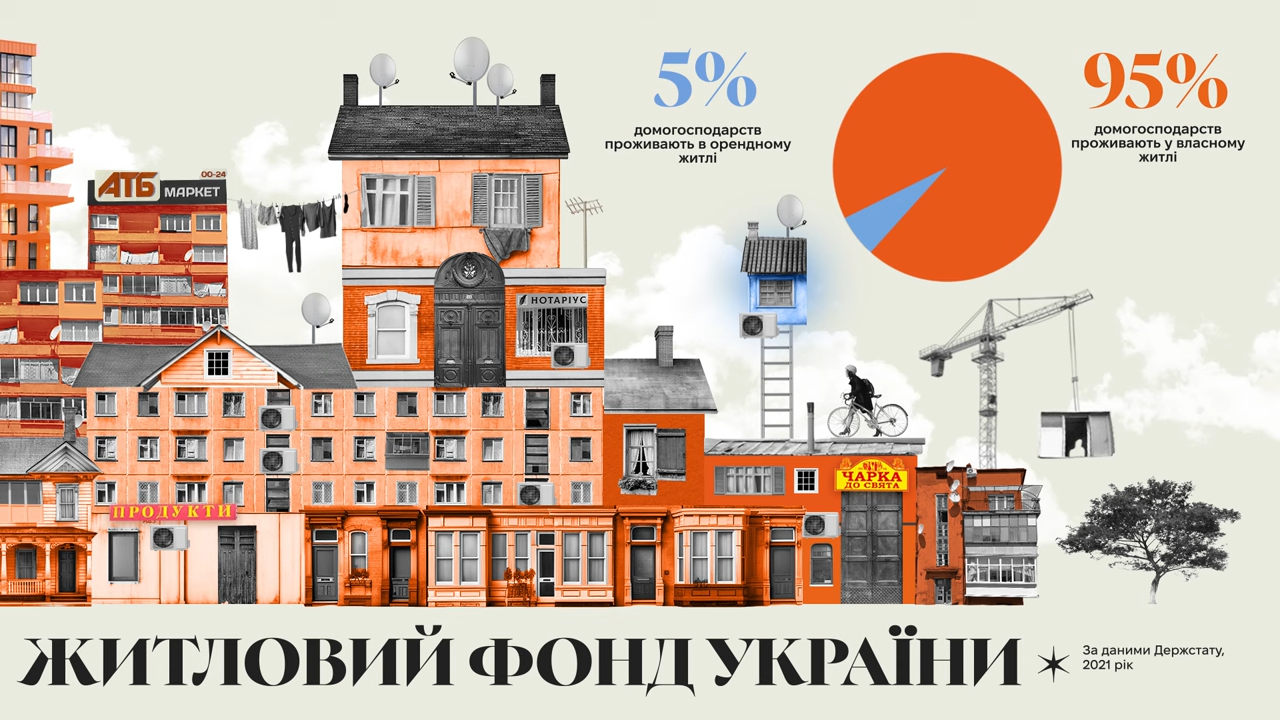 5%
домогосподарств
проживають в орендному
житлі
95%
домогосподарств
проживають у власному
житлі
00-24
АТБ МАРКЕТ
НОТАРІУС
ЧАРКА
ДО СВЯТА
ПРОДУКТИ
ЖИТЛОВИЙ ФОНД УКРАЇНИ
За даними Держстату,
2021 рік